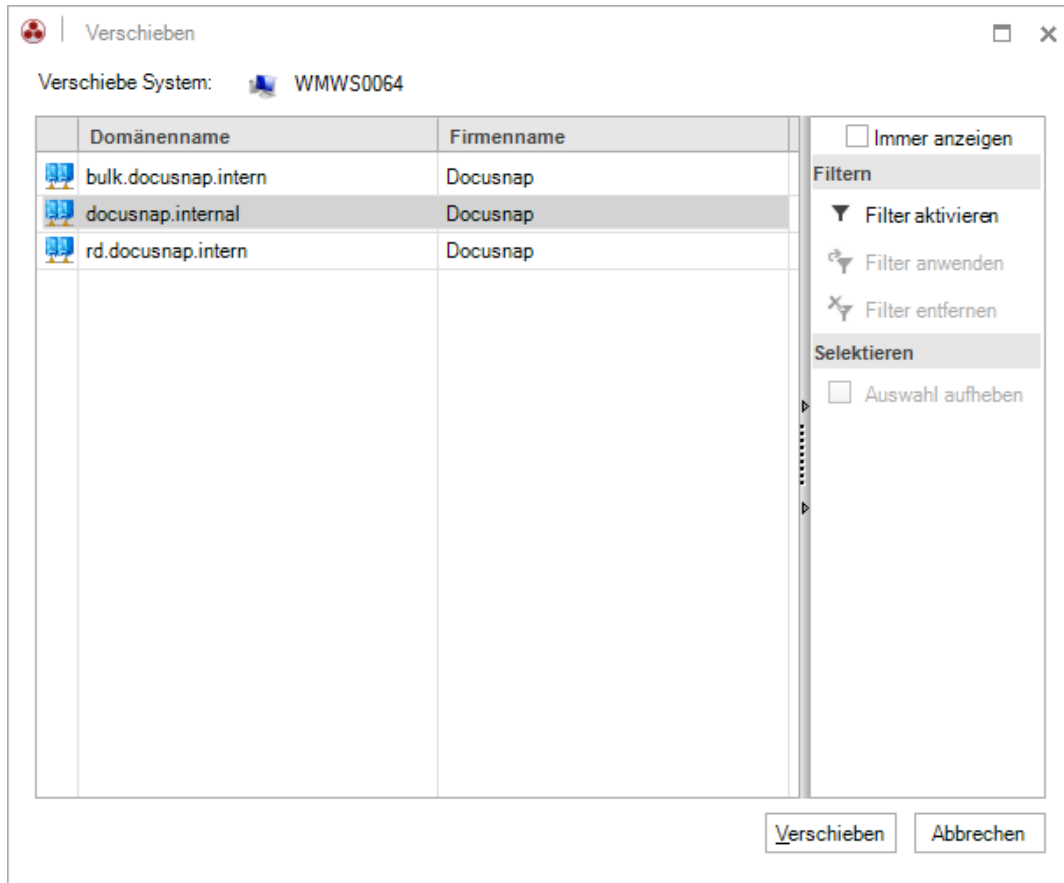 Verschieben
Verschiebe System: WMWS0064
Domänenname Firmenname
bulk.docusnap.intern Docusnap
docusnap.internal Docusnap
rd.docusnap.intern Docusnap
Immer anzeigen
Filtern
Filter aktivieren
Filter anwenden
Filter entfernen
Selektieren
Auswahl aufheben
Verschieben Abbrechen